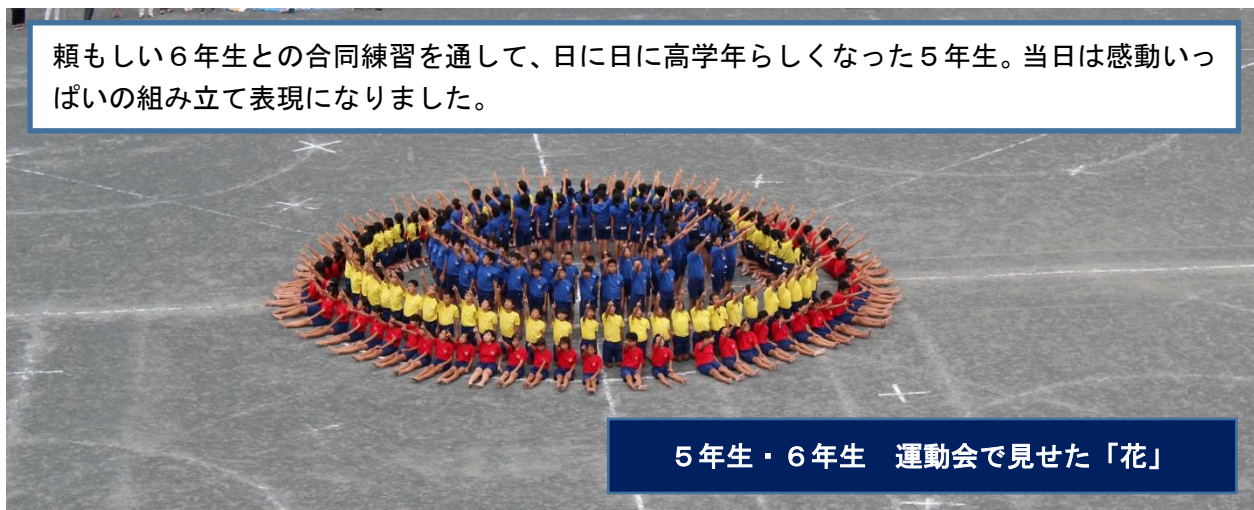 頼もしい６年生との合同練習を通して、日に日に高学年らしくなった５年生。当日は感動いっ
ぱいの組み立て表現になりました。
５年生・６年生　運動会で見せた「花」